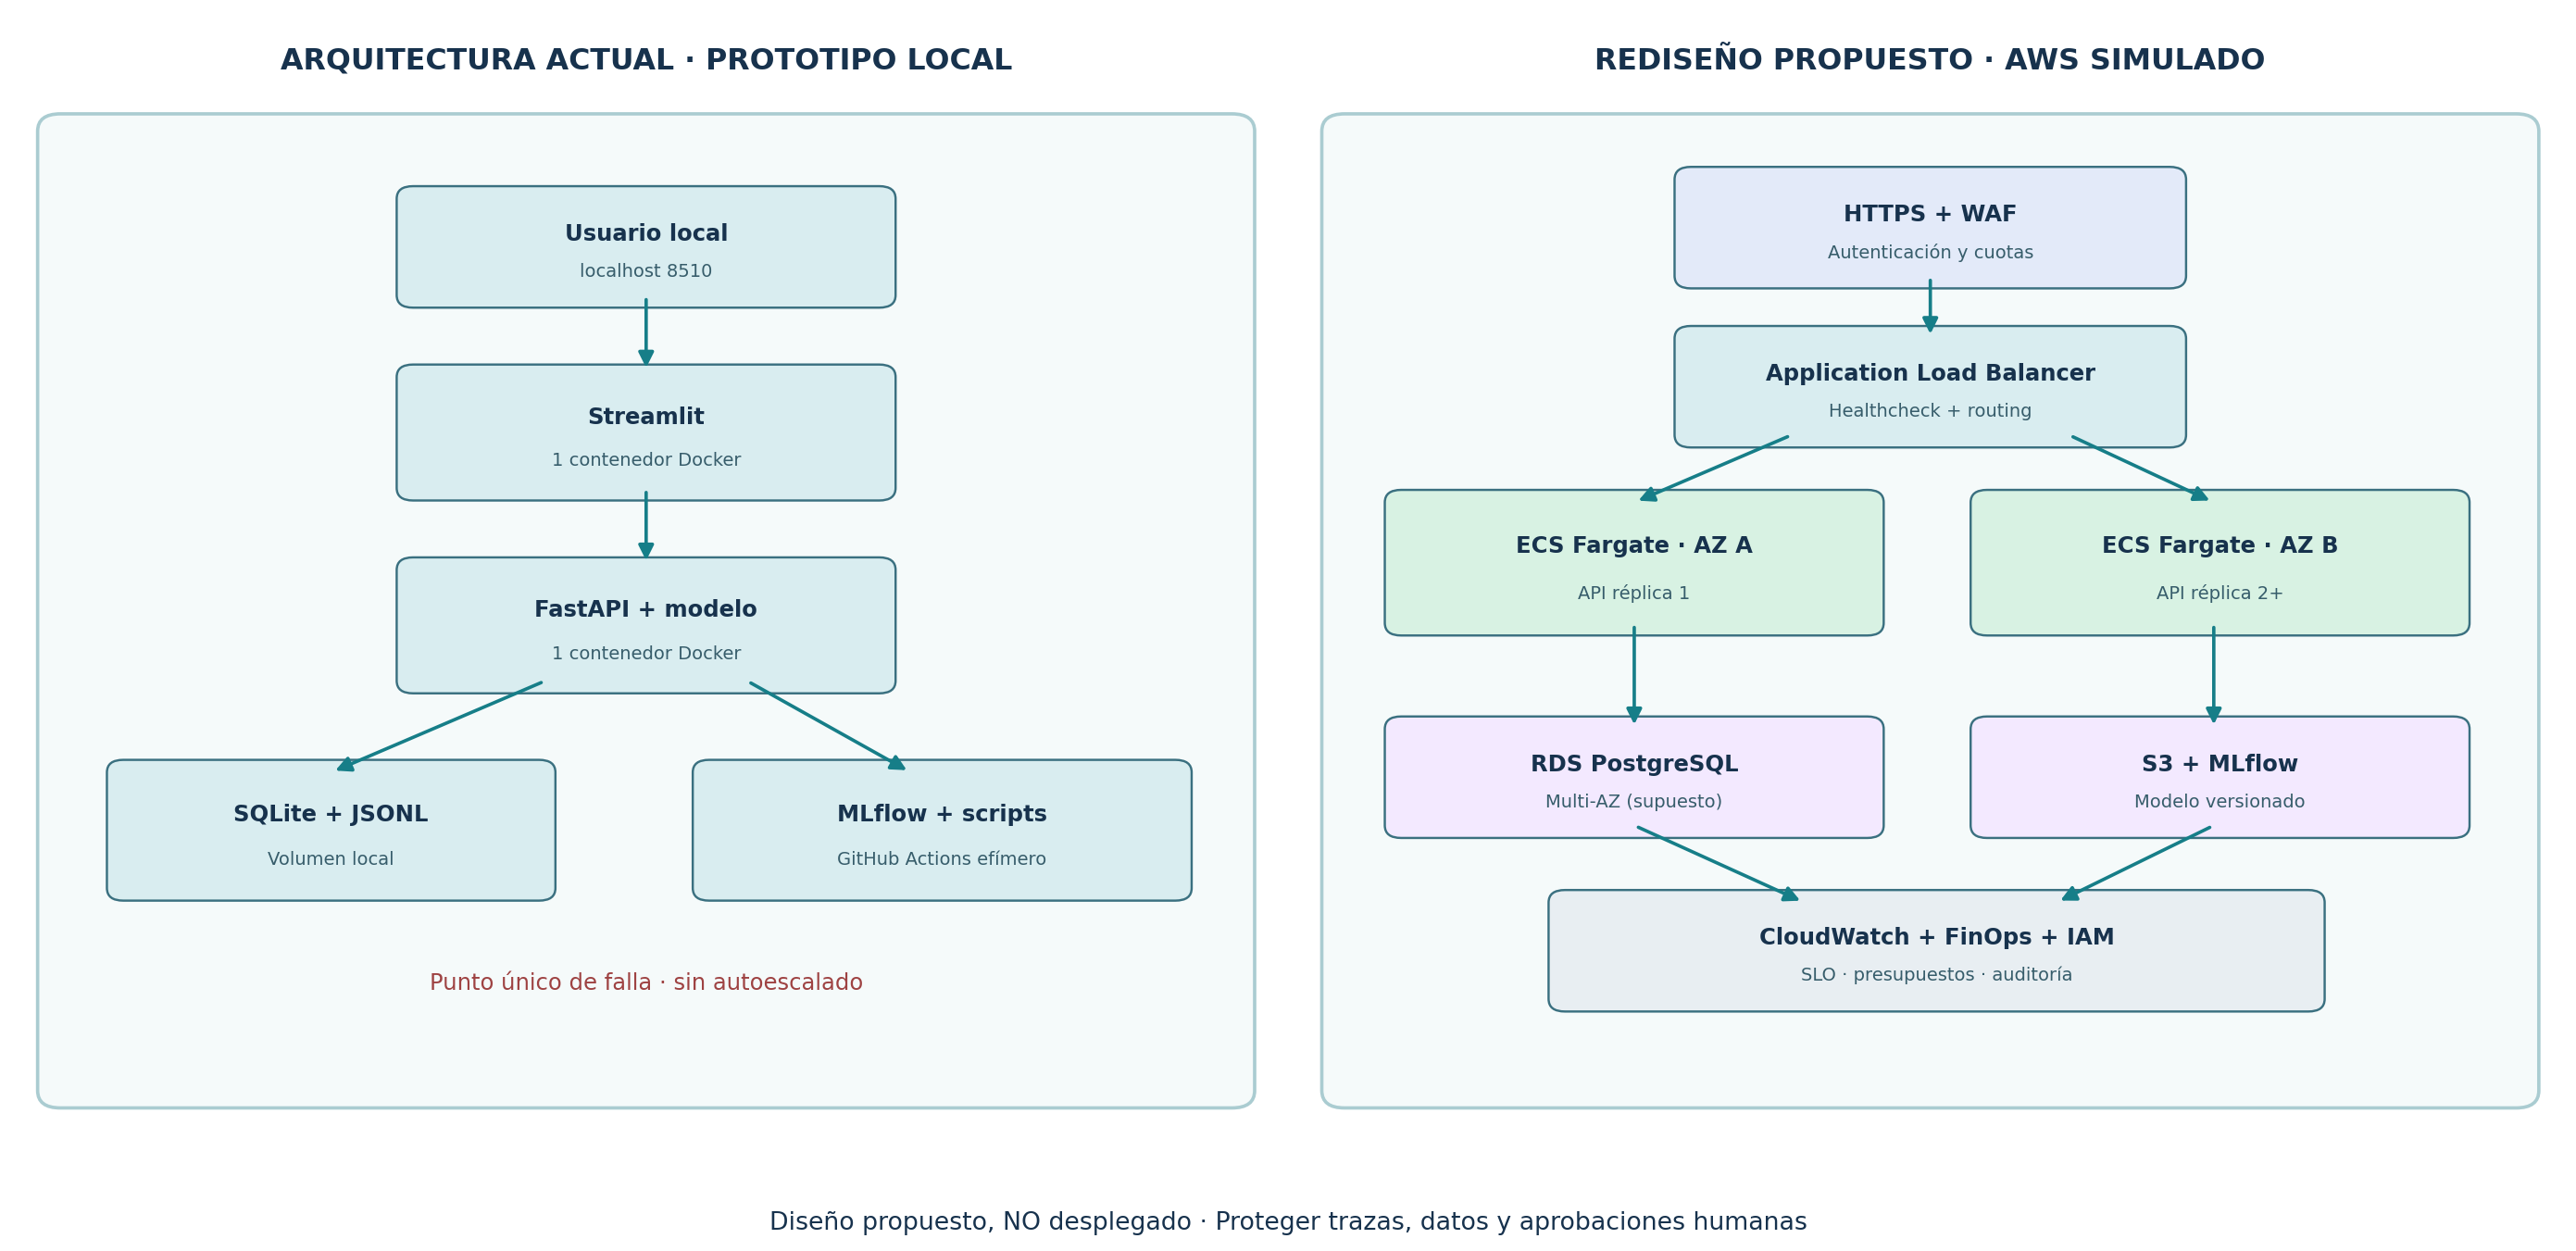 ARQUITECTURA ACTUAL · PROTOTIPO LOCAL
Usuario local
localhost 8510
Streamlit
1 contenedor Docker
FastAPI + modelo
1 contenedor Docker
SQLite + JSONL
Volumen local
MLflow + scripts
GitHub Actions efímero
Punto único de falla · sin autoescalado
REDISEÑO PROPUESTO · AWS SIMULADO
HTTPS + WAF
Autenticación y cuotas
Application Load Balancer
Healthcheck + routing
ECS Fargate · AZ A
API réplica 1
ECS Fargate · AZ B
API réplica 2+
RDS PostgreSQL
Multi-AZ (supuesto)
S3 + MLflow
Modelo versionado
CloudWatch + FinOps + IAM
SLO · presupuestos · auditoría
Diseño propuesto, NO desplegado · Proteger trazas, datos y aprobaciones humanas